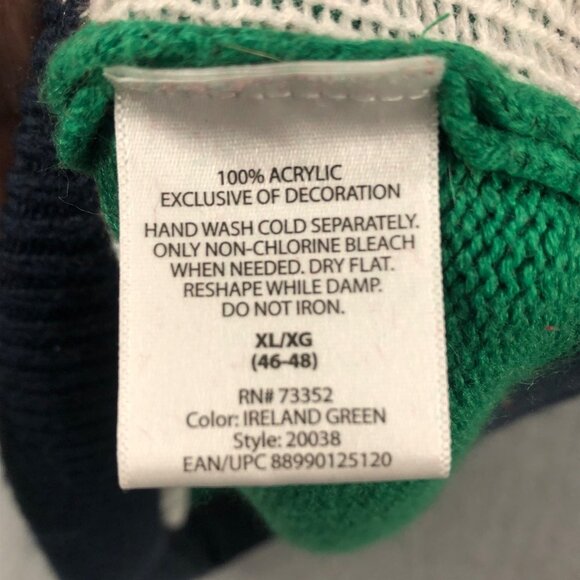 100% ACRYLIC
EXCLUSIVE OF DECORATION
HAND WASH COLD SEPARATELY.
ONLY NON-CHLORINE BLEACH
WHEN NEEDED. DRY FLAT.
RESHAPE WHILE DAMP.
DO NOT IRON.
XL/XG
(46-48)
RN# 73352
Color: IRELAND GREEN
Style: 20038
EAN/UPC 88990125120